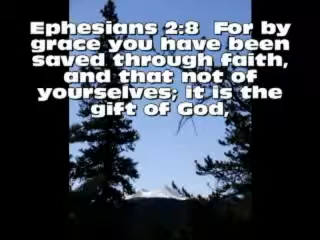 Ephesians 2:8  For by
grace you have been
saved through faith,
and that not of
yourselves; it is the
gift of God,